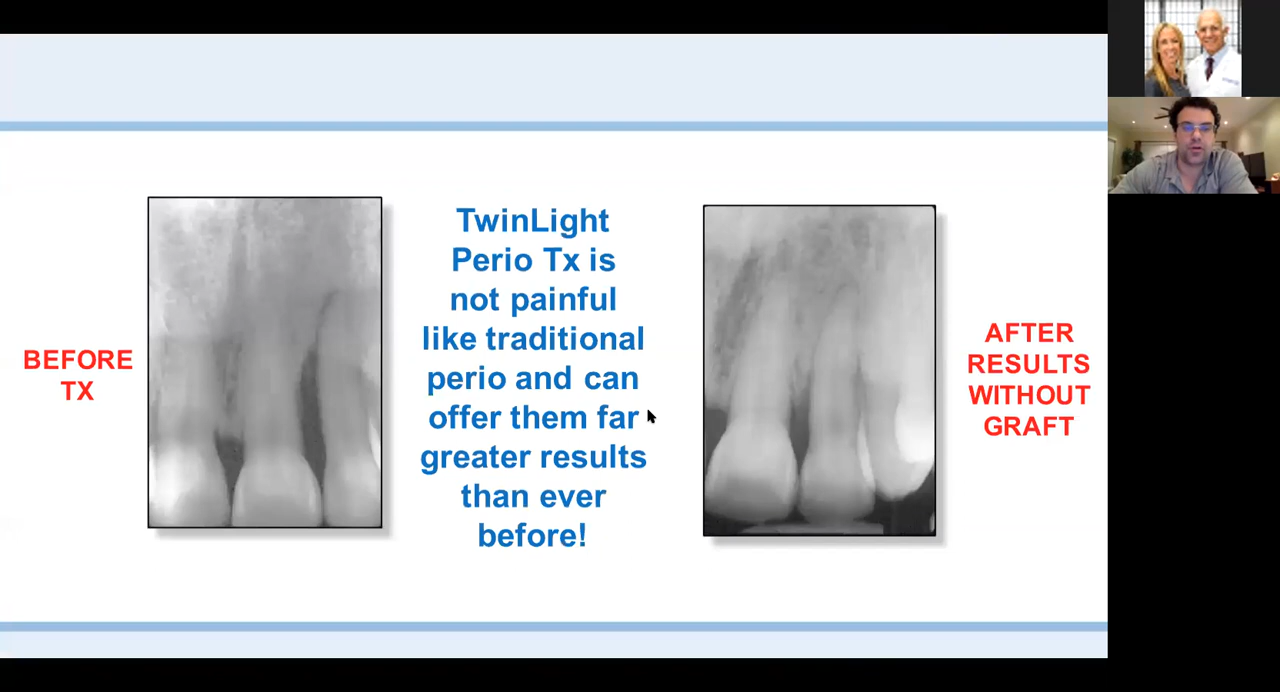 BEFORE
TX
TwinLight
Perio Tx is
not painful
like traditional
perio and can
offer them far
greater results
than ever
before!
AFTER
RESULTS
WITHOUT
GRAFT